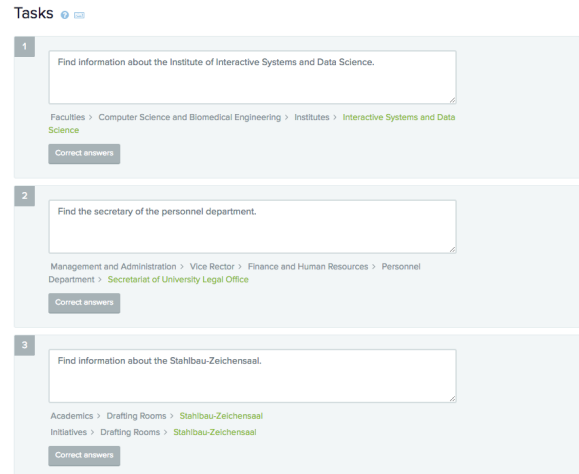 Tasks
1
Find information about the Institute of Interactive Systems and Data Science.
Faculties > Computer Science and Biomedical Engineering > Institutes > Interactive Systems and Data
Science
Correct answers
2
Find the secretary of the personnel department.
Management and Administration > Vice Rector > Finance and Human Resources > Personnel
Department > Secretariat of University Legal Office
Correct answers
3
Find information about the Stahlbau-Zeichensaal.
Academics > Drafting Rooms > Stahlbau-Zeichensaal
Initiatives > Drafting Rooms > Stahlbau-Zeichensaal
Correct answers